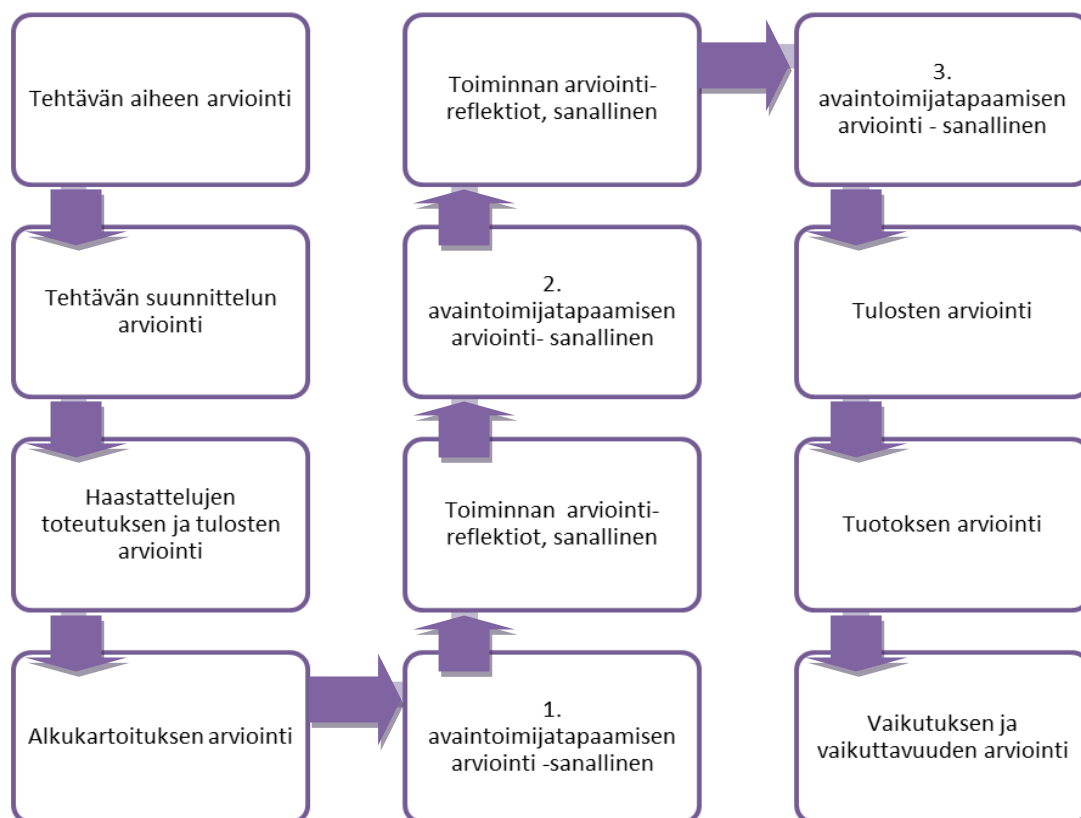 Tehtävän aiheen arviointi
Tehtävän suunnittelun
arviointi
Haastattelujen
toteutuksen ja tulosten
arviointi
Alkukartoituksen arviointi
1.
avaintoimijatapaamisen
arviointi -sanallinen
Toiminnan arviointi-
reflektiot, sanallinen
2.
avaintoimijatapaamisen
arviointi- sanallinen
Toiminnan arviointi-
reflektiot, sanallinen
3.
avaintoimijatapaamisen
arviointi - sanallinen
Tulosten arviointi
Tuotoksen arviointi
Vaikutuksen ja
vaikuttavuuden arviointi